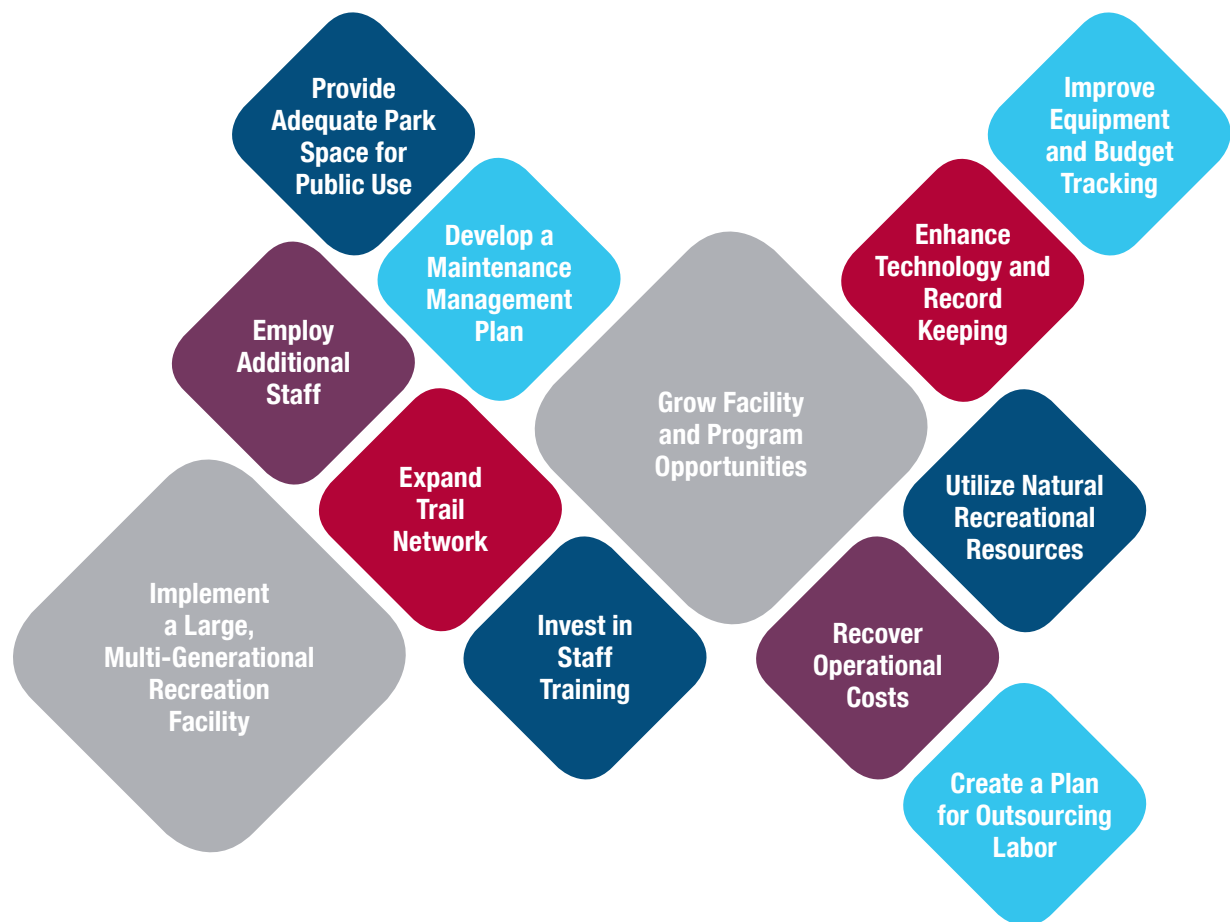 Provide
Adequate Park
Space for
Public Use
Improve
Equipment
and Budget
Tracking
Develop a
Maintenance
Management
Plan
Enhance
Technology and
Record
Keeping
Employ
Additional
Staff
Grow Facility
and Program
Opportunities
Expand
Trail
Network
Utilize Natural
Recreational
Resources
Implement
a Large,
Multi-Generational
Recreation
Facility
Invest in
Staff
Training
Recover
Operational
Costs
Create a Plan
for Outsourcing
Labor